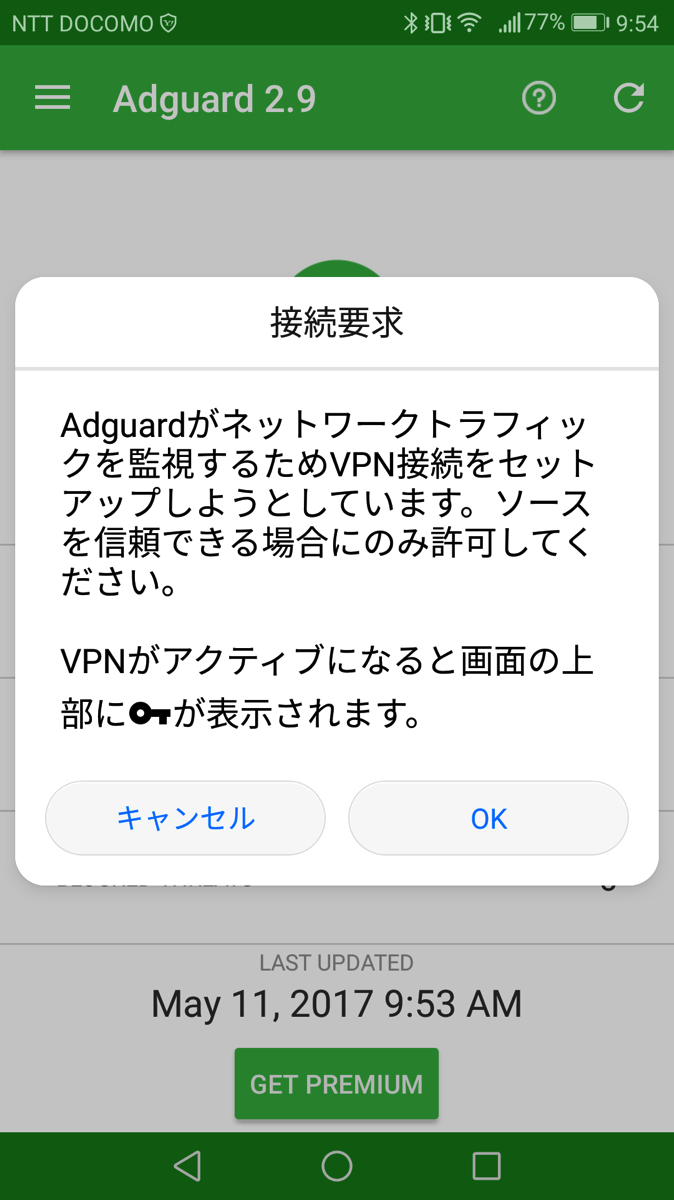 NTT DOCOMO
77% 9:54
Adguard 2.9
接続要求
Adguardがネットワークトラフィッ
クを監視するためVPN接続をセット
アップしようとしています。ソース
を信頼できる場合にのみ許可してく
ださい。
VPNがアクティブになると画面の上
部にが表示されます。
キャンセル
OK
LAST UPDATED
May 11, 2017 9:53 AM
GET PREMIUM